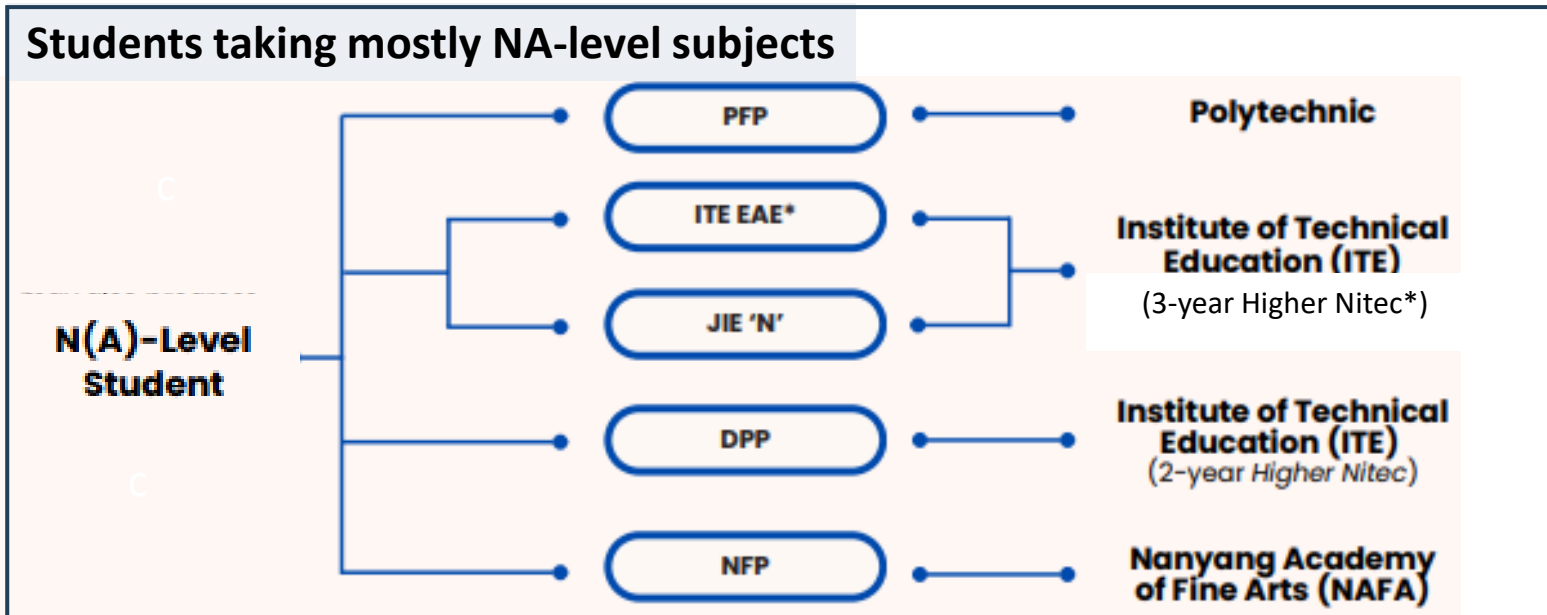 Students taking mostly NA-level subjects
PFP
Polytechnic
C
ITE EAE*
Institute of Technical
Education (ITE)
(3-year Higher Nitec*)
JIE ‘N’
N(A)-Level
Student
DPP
Institute of Technical
Education (ITE)
(2-year Higher Nitec)
C
NFP
Nanyang Academy
of Fine Arts (NAFA)